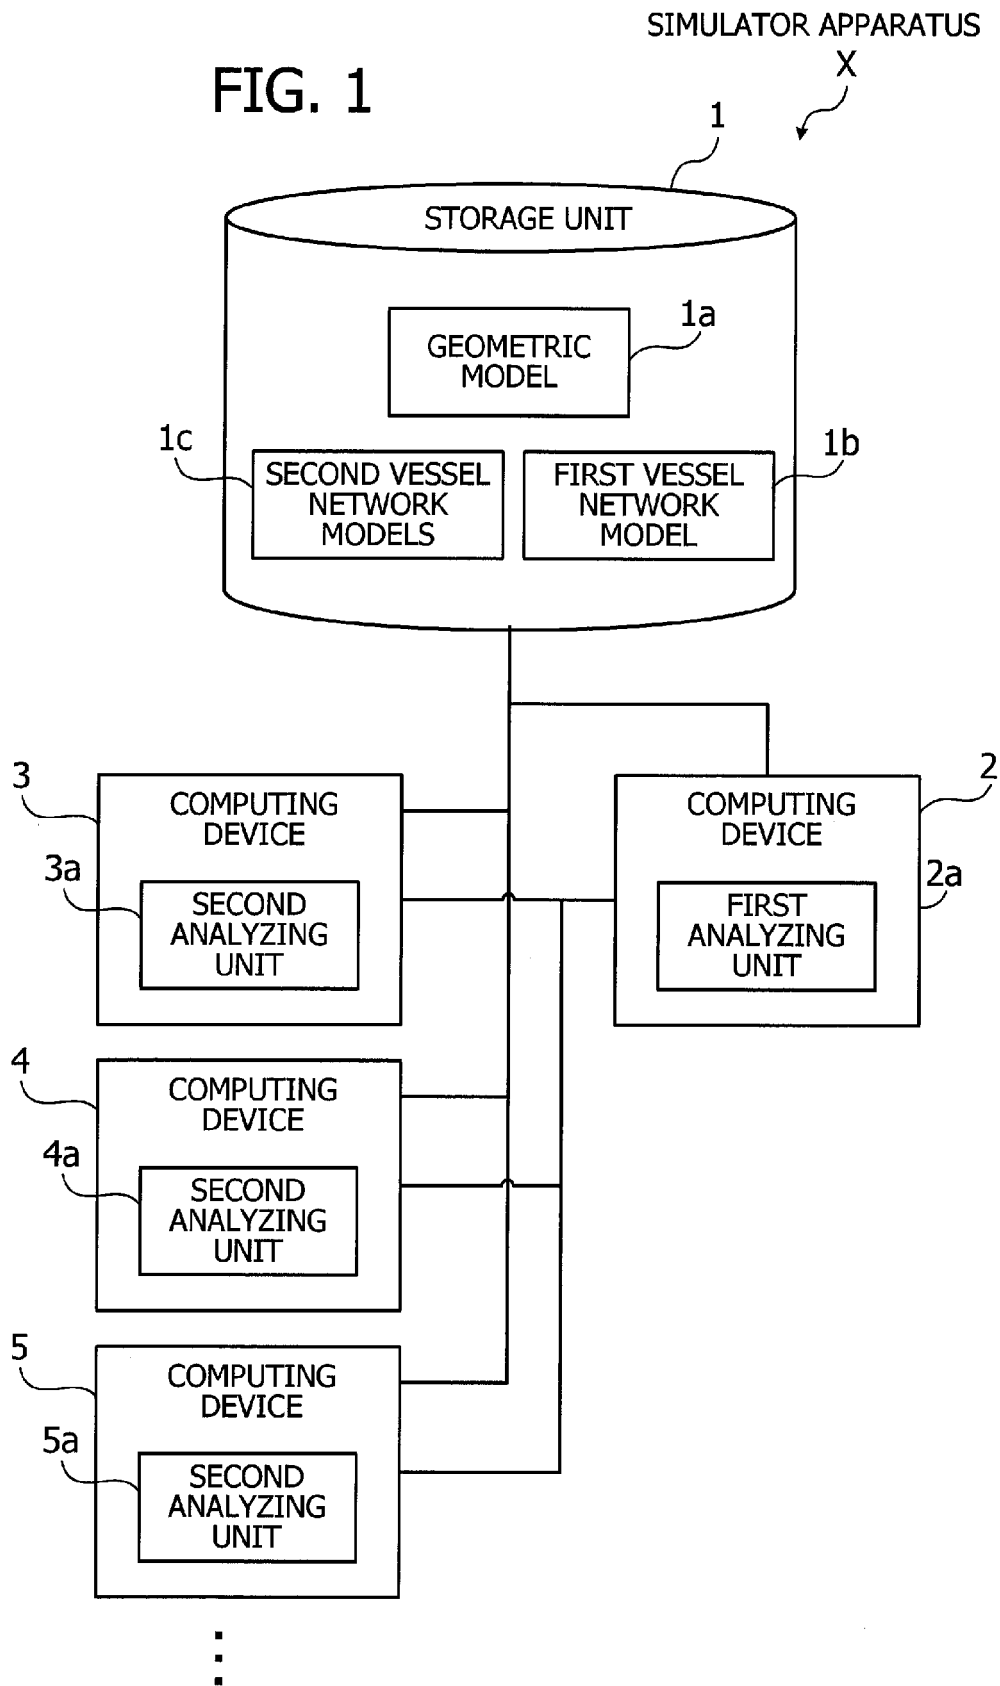 SIMULATOR APPARATUS
X
FIG. 1
1
STORAGE UNIT
1a
GEOMETRIC
MODEL
1c
SECOND VESSEL
NETWORK
MODELS
1b
FIRST VESSEL
NETWORK
MODEL
3
COMPUTING
DEVICE
3a
SECOND
ANALYZING
UNIT
2
COMPUTING
DEVICE
2a
FIRST
ANALYZING
UNIT
4
COMPUTING
DEVICE
4a
SECOND
ANALYZING
UNIT
5
COMPUTING
DEVICE
5a
SECOND
ANALYZING
UNIT